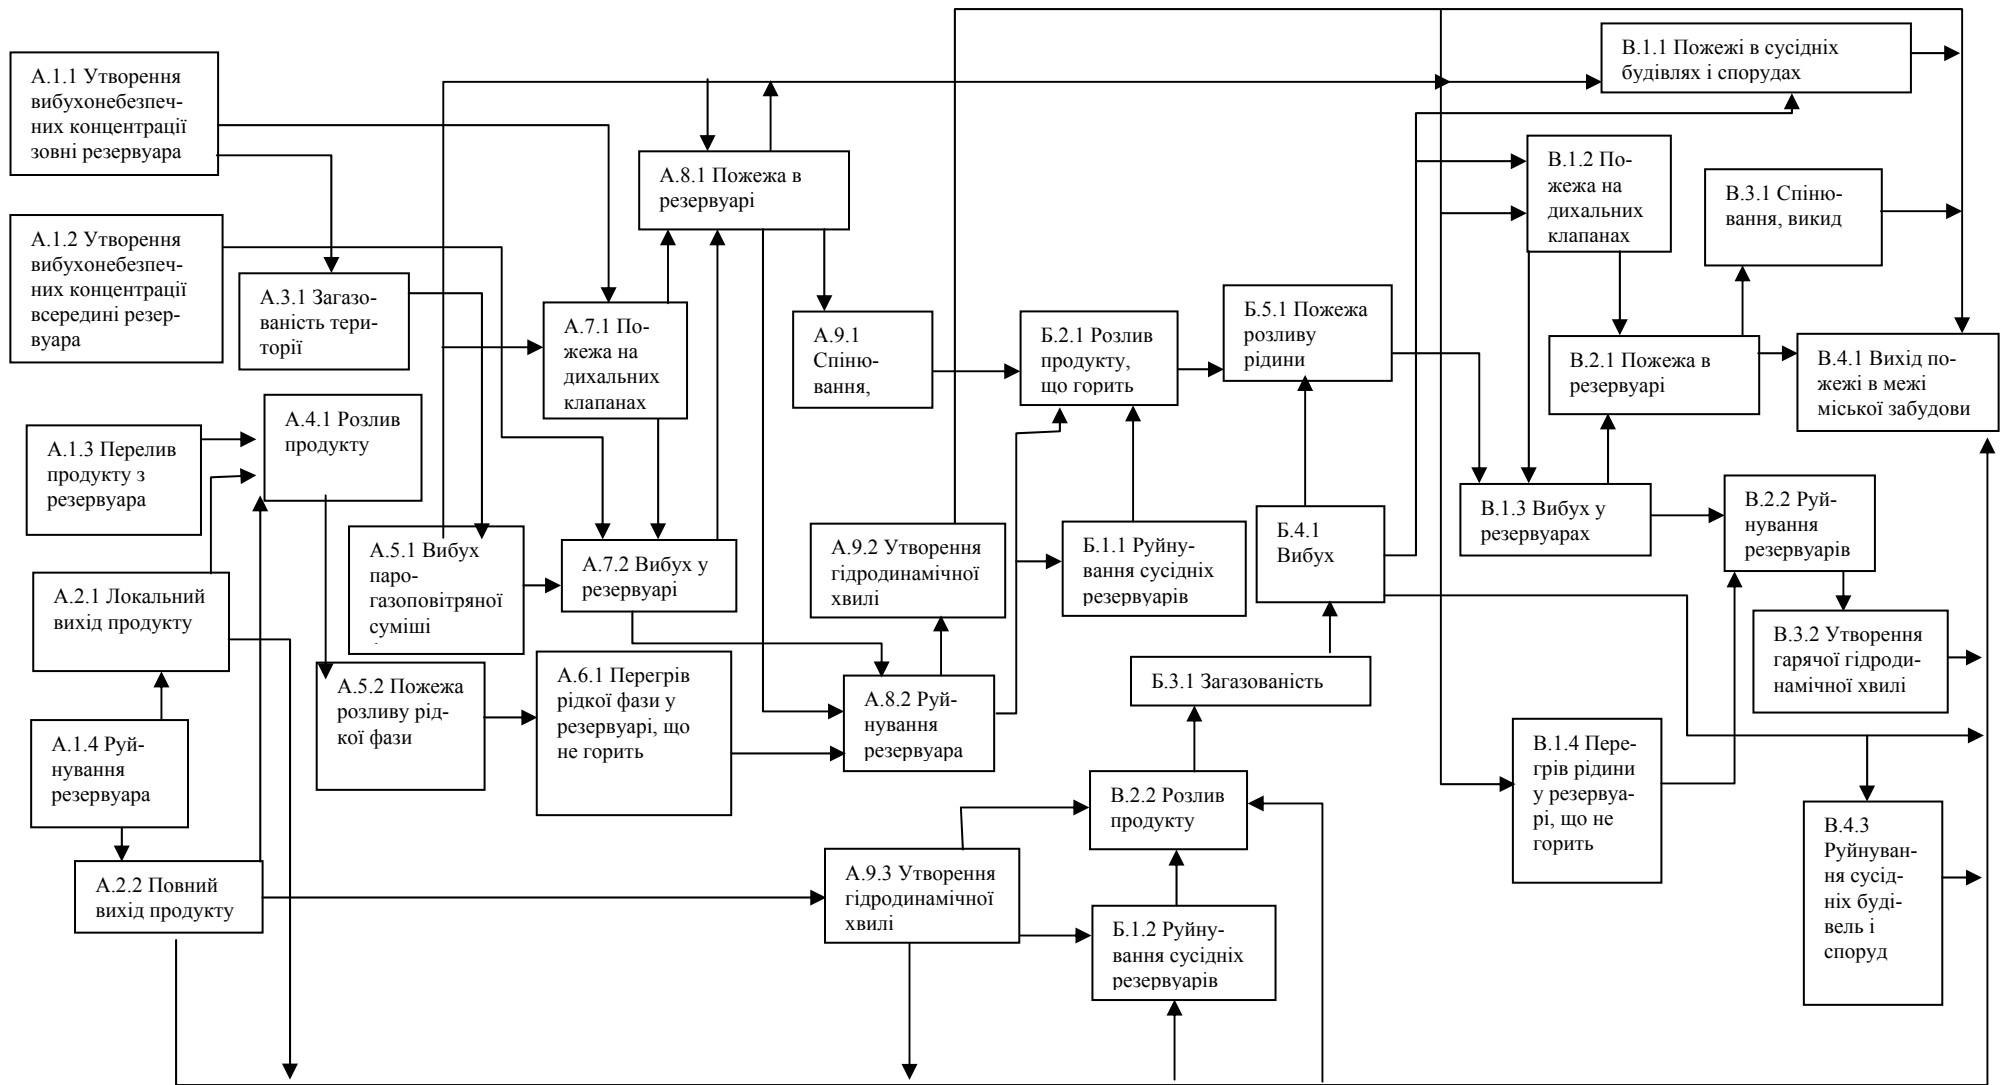 А.1.1 Утворення
вибухонебезпеч-
них концентрації
зовні резервуара
А.1.2 Утворення
вибухонебезпеч-
них концентрації
всередині резер-
вуара
А.1.3 Перелив
продукту з
резервуара
А.2.1 Локальний
вихід продукту
А.1.4 Руй-
нування
резервуара
А.2.2 Повний
вихід продукту
А.3.1 Загазо-
ваність тери-
торії
А.4.1 Розлив
продукту
А.5.1 Вибух
паро-
газоповітряної
суміші
А.5.2 Пожежа
розливу рід-
кої фази
А.6.1 Перегрів
рідкої фази у
резервуарі, що
не горить
А.7.1 По-
жежа на
дихальних
клапанах
А.7.2 Вибух у
резервуарі
А.8.1 Пожежа в
резервуарі
А.9.1
Спіню-
вання,
А.9.2 Утворення
гідродинамічної
хвилі
А.8.2 Руй-
нування
резервуара
А.9.3 Утворення
гідродинамічної
хвилі
Б.2.1 Розлив
продукту,
що горить
Б.1.1 Руйну-
вання сусідніх
резервуарів
Б.3.1 Загазованість
В.2.2 Розлив
продукту
Б.1.2 Руйну-
вання сусідніх
резервуарів
Б.5.1 Пожежа
розливу
рідини
Б.4.1
Вибух
В.1.1 Пожежі в сусідніх
будівлях і спорудах
В.1.2 По-
жежа на
дихальних
клапанах
В.3.1 Спіню-
вання, викид
В.2.1 Пожежа в
резервуарі
В.4.1 Вихід по-
жежі в межі
міської забудови
В.1.3 Вибух у
резервуарах
В.2.2 Руй-
нування
резервуарів
В.3.2 Утворення
гарячої гідроди-
намічної хвилі
В.1.4 Пере-
грів рідини
у резервуа-
рі, що не
горить
В.4.3
Руйнуван-
ня сусід-
ніх буді-
вель і
споруд